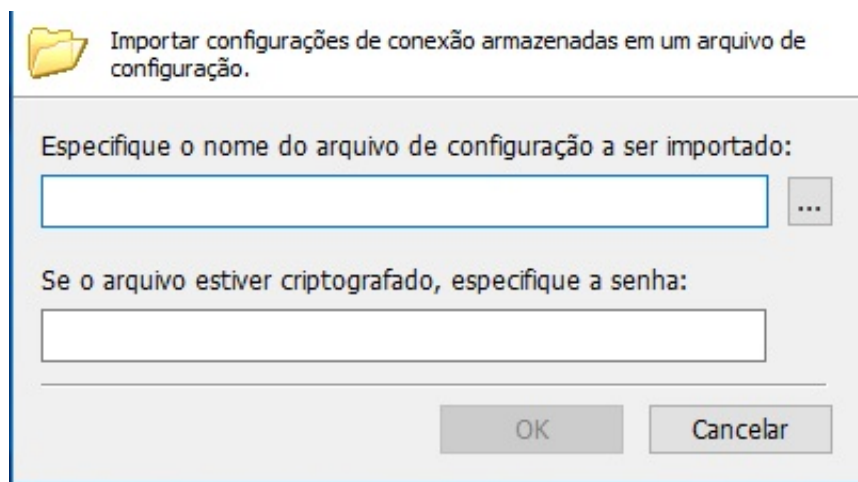 Importar configurações de conexão armazenadas em um arquivo de
configuração.
Especifique o nome do arquivo de configuração a ser importado:
...
Se o arquivo estiver criptografado, especifique a senha:
OK
Cancelar